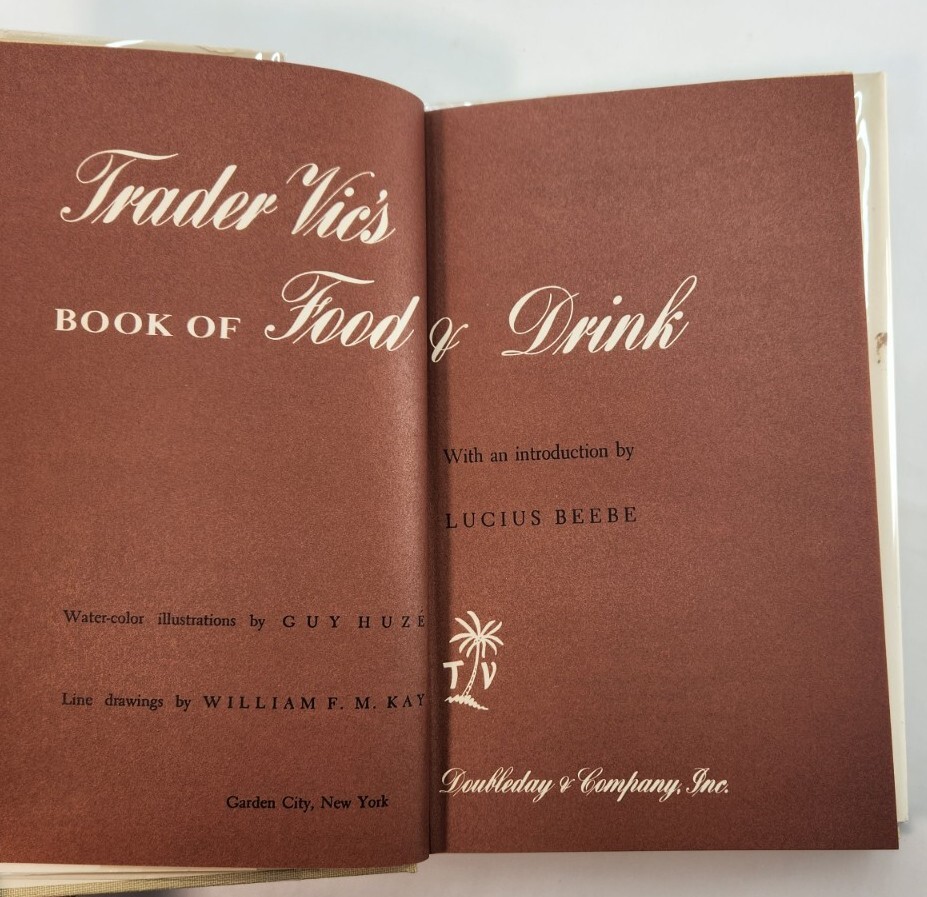 Trader Vic's
BOOK OF Food & Drink
With an introduction by
LUCIUS BEEBE
Water-color illustrations by GUY HUZÉ
Line drawings by WILLIAM F. M. KAY
T V
Garden City, New York
Doubleday & Company, Inc.